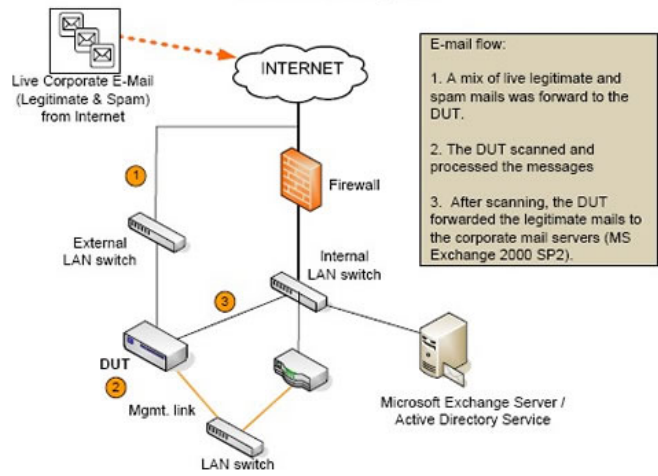 INTERNET
Live Corporate E-Mail
(Legitimate & Spam)
from Internet
E-mail flow:
1. A mix of live legitimate and
spam mails was forward to the
DUT.
2. The DUT scanned and
processed the messages
3. After scanning, the DUT
forwarded the legitimate mails to
the corporate mail servers (MS
Exchange 2000 SP2).
1
Firewall
External
LAN switch
Internal
LAN switch
3
DUT
2
Mgmt. link
LAN switch
Microsoft Exchange Server /
Active Directory Service